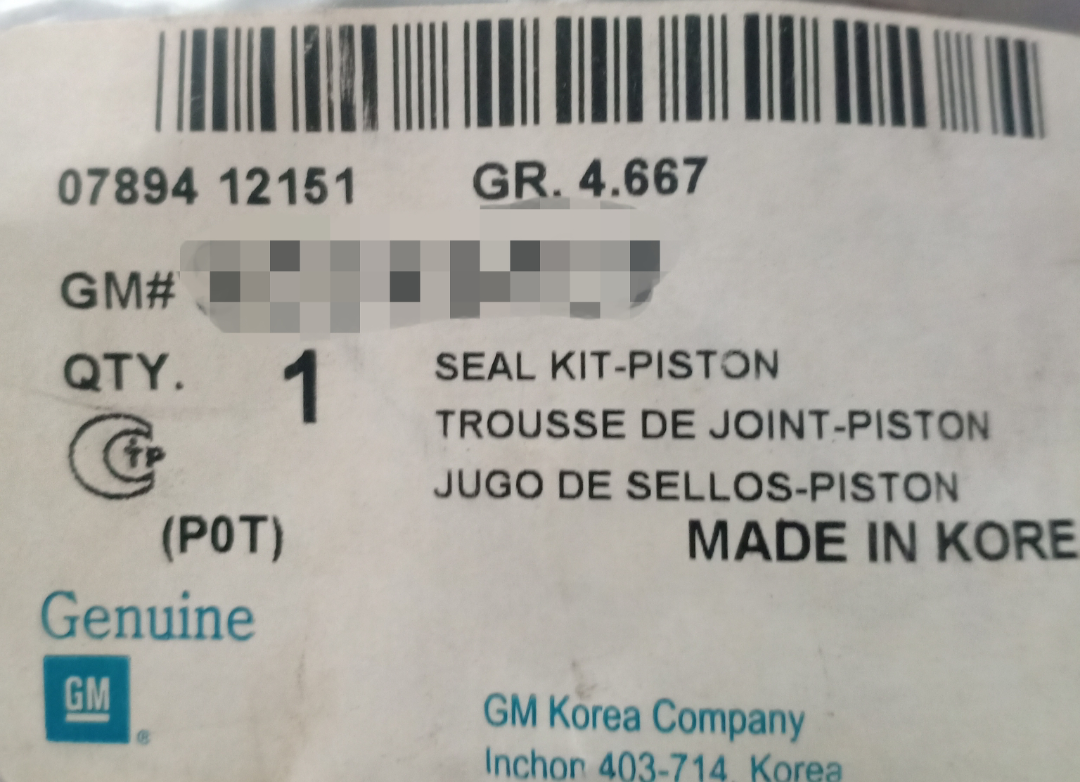 07894 12151 GR. 4.667
GM#
QTY. 1 SEAL KIT-PISTON
TROUSSE DE JOINT-PISTON
JUGO DE SELLOS-PISTON
(P0T)
MADE IN KORE
Genuine
GM
®
GM Korea Company
Inchon 403-714, Korea